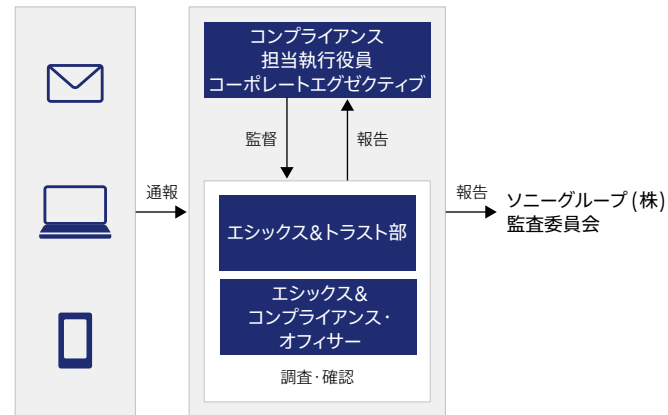 コンプライアンス
担当執行役員
コーポレートエグゼクティブ
監督
報告
通報
エシックス&トラスト部
エシックス&
コンプライアンス・
オフィサー
調査・確認
報告
ソニーグループ(株)
監査委員会